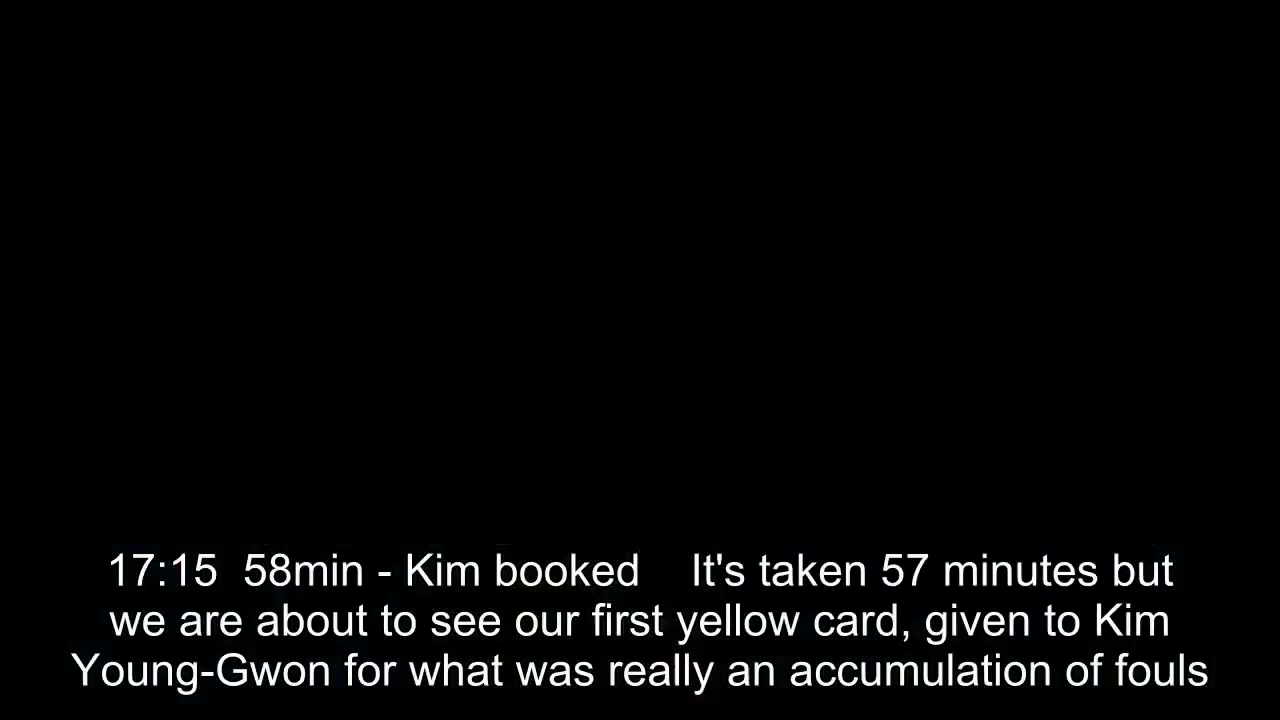 17:15  58min - Kim booked    It's taken 57 minutes but
we are about to see our first yellow card, given to Kim
Young-Gwon for what was really an accumulation of fouls